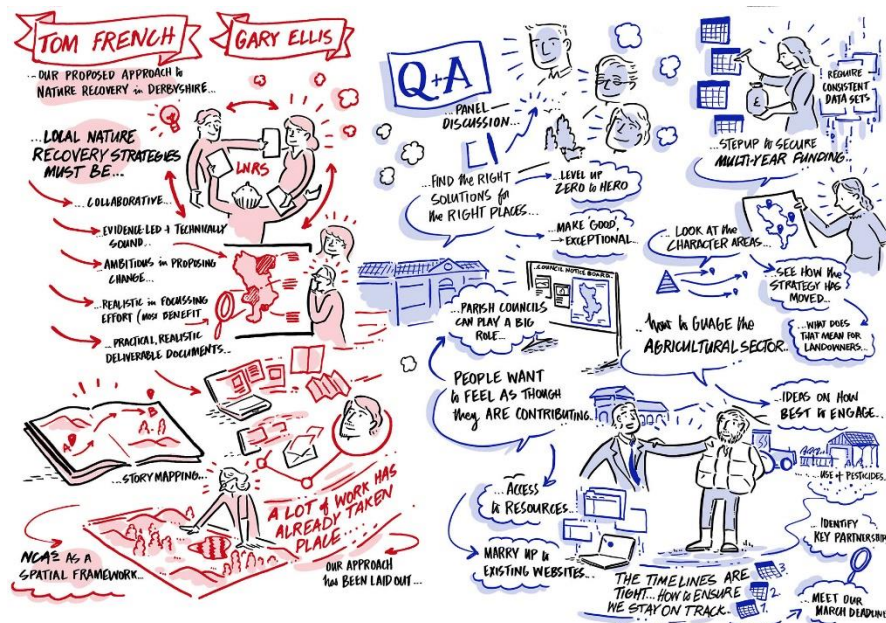 TOM FRENCH
GARY ELLIS
...OUR PROPOSED APPROACH to
NATURE RECOVERY in DERBYSHIRE...
...LOCAL NATURE
RECOVERY STRATEGIES
MUST BE...
LNRS
...COLLABORATIVE...
...EVIDENCE-LED + TECHNICALLY
SOUND...
...AMBITIOUS in PROPOSING
CHANGE...
...REALISTIC in FOCUSSING
EFFORT (MOST BENEFIT
...PRACTICAL, REALISTIC
DELIVERABLE DOCUMENTS...
A
B
...STORY MAPPING...
A LOT of WORK HAS
ALREADY TAKEN
PLACE...
NCAs AS A
SPATIAL FRAMEWORK...
OUR APPROACH
has BEEN LAID OUT...
Q+A
...PANEL
DISCUSSION...
...FIND the RIGHT
SOLUTIONS for
the RIGHT PLACES...
...LEVEL UP
ZERO to HERO
...MAKE 'GOOD',
EXCEPTIONAL...
COUNCIL NOTICE BOARD
...PARISH COUNCILS
CAN PLAY A BIG
ROLE...
PEOPLE WANT
to FEEL AS THOUGH
they ARE CONTRIBUTING...
...ACCESS
to RESOURCES...
...MARRY UP to
EXISTING WEBSITES...
£
REQUIRE
CONSISTENT
DATA SETS
...STEP UP to SECURE
MULTI-YEAR FUNDING...
...LOOK AT the
CHARACTER AREAS...
...SEE HOW the
STRATEGY HAS
MOVED...
...WHAT DOES
THAT MEAN FOR
LANDOWNERS...
...how to GUAGE the
AGRICULTURAL SECTOR...
...IDEAS ON HOW
BEST to ENGAGE...
...USE of PESTICIDES...
IDENTIFY
KEY PARTNERSHIP
THE TIMELINES ARE
TIGHT... HOW to ENSURE
WE STAY ON TRACK.
3.
2
1.
...MEET OUR
MARCH DEADLINE